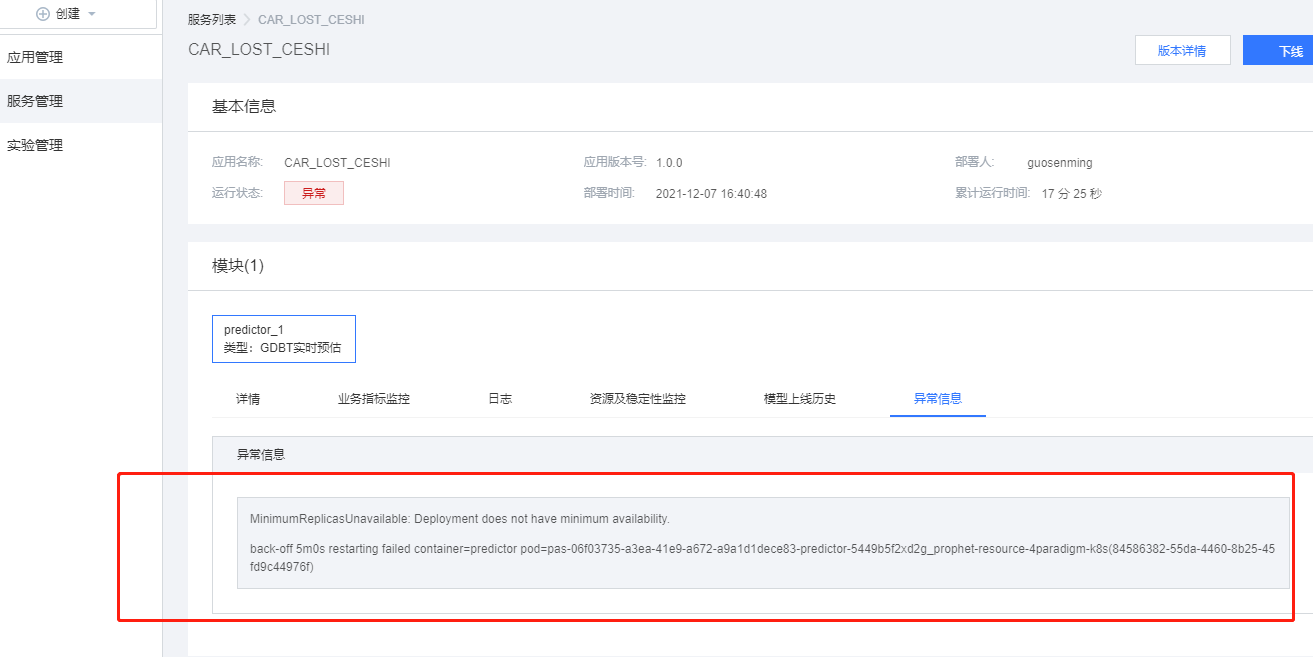 创建
应用管理
服务管理
实验管理
服务列表 > CAR_LOST_CESHI
CAR_LOST_CESHI
版本详情 下线
基本信息
应用名称: CAR_LOST_CESHI 应用版本号: 1.0.0 部署人: guosenming
运行状态: 异常 部署时间: 2021-12-07 16:40:48 累计运行时间: 17 分 25 秒
模块(1)
predictor_1
类型: GDBT实时预估
详情 业务指标监控 日志 资源及稳定性监控 模型上线历史 异常信息
异常信息
MinimumReplicasUnavailable: Deployment does not have minimum availability.
back-off 5m0s restarting failed container=predictor pod=pas-06f03735-a3ea-41e9-a672-a9a1d1dece83-predictor-5449b5f2xd2g_prophet-resource-4paradigm-k8s(84586382-55da-4460-8b25-45
fd9c44976f)